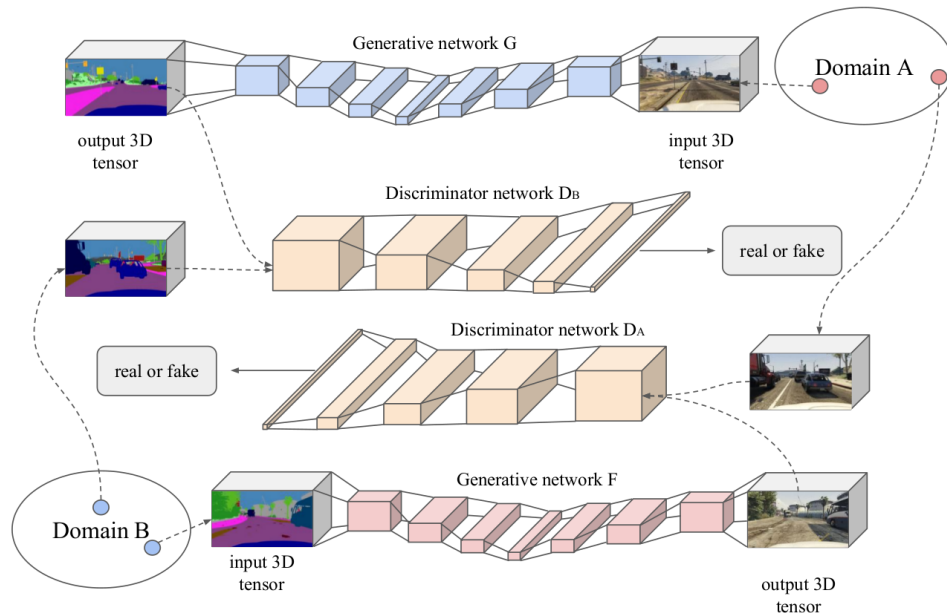 Generative network G
Domain A
output 3D
tensor
input 3D
tensor
Discriminator network DB
real or fake
Discriminator network DA
real or fake
Generative network F
Domain B
input 3D
tensor
output 3D
tensor